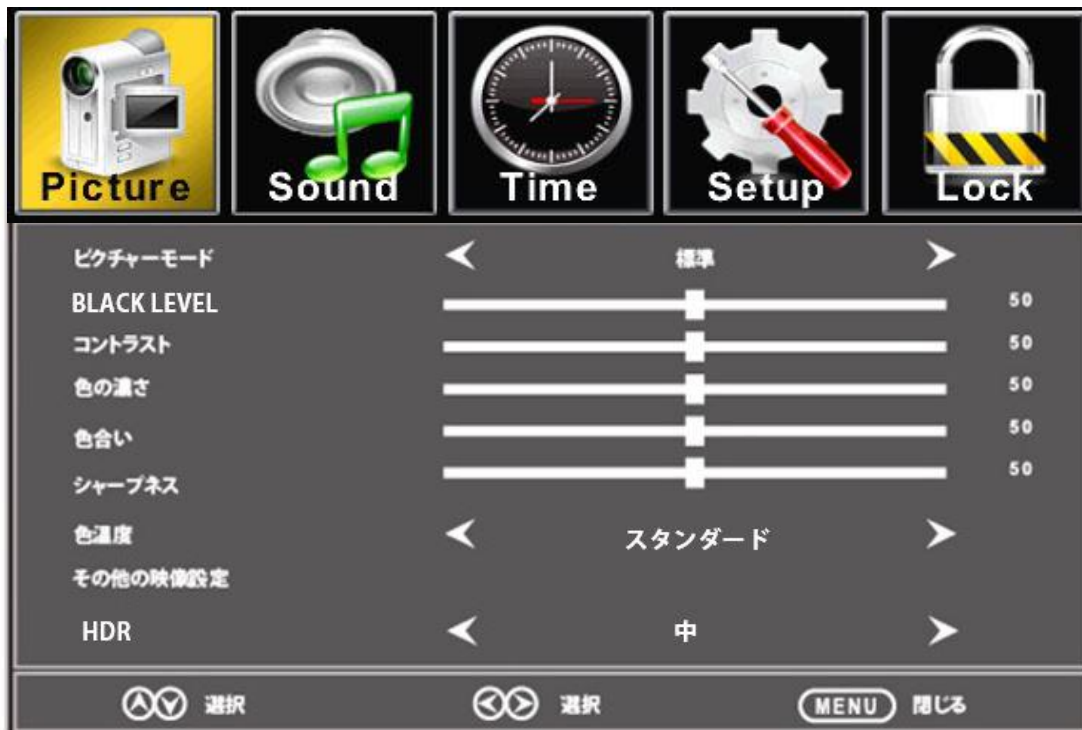 Picture Sound Time Setup Lock
ピクチャーモード 標準
BLACK LEVEL 50
コントラスト 50
色の濃さ 50
色合い 50
シャープネス 50
色温度 スタンダード
その他の映像設定
HDR 中
選択 選択 MENU 閉じる